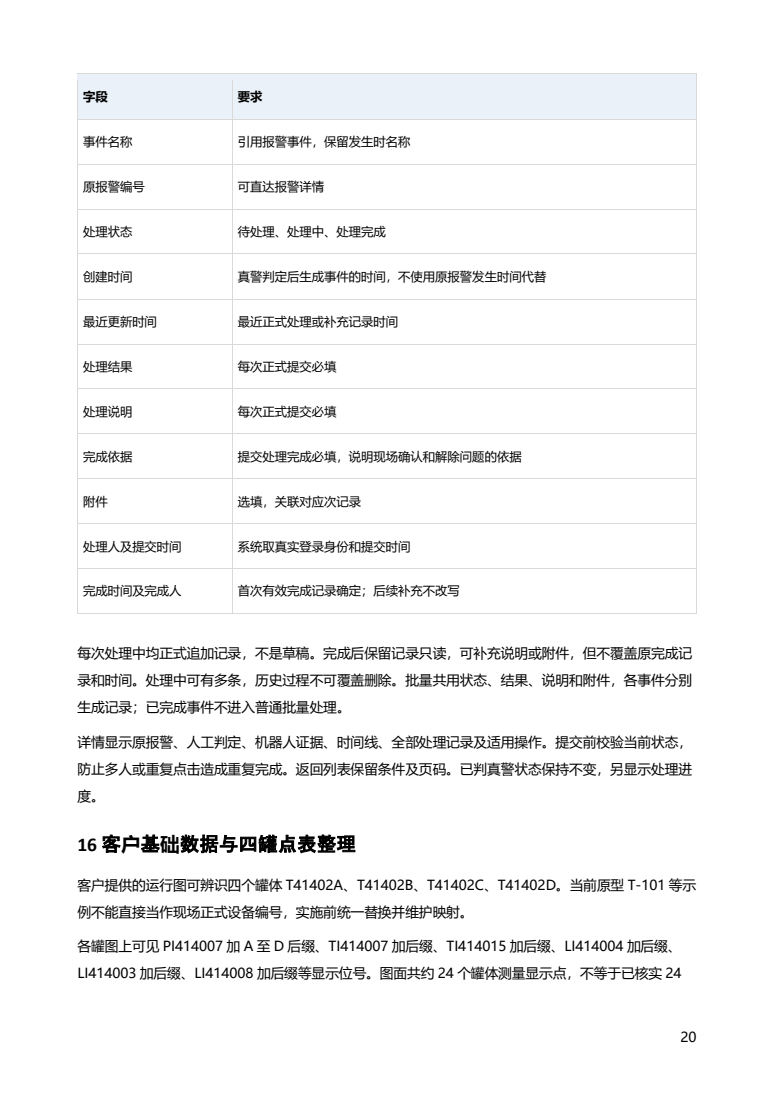 字段 要求
事件名称 引用报警事件，保留发生时名称
原报警编号 可直达报警详情
处理状态 待处理、处理中、处理完成
创建时间 真警判定后生成事件的时间，不使用原报警发生时间代替
最近更新时间 最近正式处理或补充记录时间
处理结果 每次正式提交必填
处理说明 每次正式提交必填
完成依据 提交处理完成必填，说明现场确认和解除问题的依据
附件 选填，关联对应次记录
处理人及提交时间 系统取真实登录身份和提交时间
完成时间及完成人 首次有效完成记录确定；后续补充不改写
每次处理中均正式追加记录，不是草稿。完成后保留记录只读，可补充说明或附件，但不覆盖原完成记
录和时间。处理中可有多条，历史过程不可覆盖删除。批量共用状态、结果、说明和附件，各事件分别
生成记录；已完成事件不进入普通批量处理。
详情显示原报警、人工判定、机器人证据、时间线、全部处理记录及适用操作。提交前校验当前状态，
防止多人或重复点击造成重复完成。返回列表保留条件及页码。已判真警状态保持不变，另显示处理进
度。
16 客户基础数据与四罐点表整理
客户提供的运行图可辨识四个罐体 T41402A、T41402B、T41402C、T41402D。当前原型 T-101 等示
例不能直接当作现场正式设备编号，实施前统一替换并维护映射。
各罐图上可见 PI414007 加 A 至 D 后缀、TI414007 加后缀、TI414015 加后缀、LI414004 加后缀、
LI414003 加后缀、LI414008 加后缀等显示位号。图面共约 24 个罐体测量显示点，不等于已核实 24
20